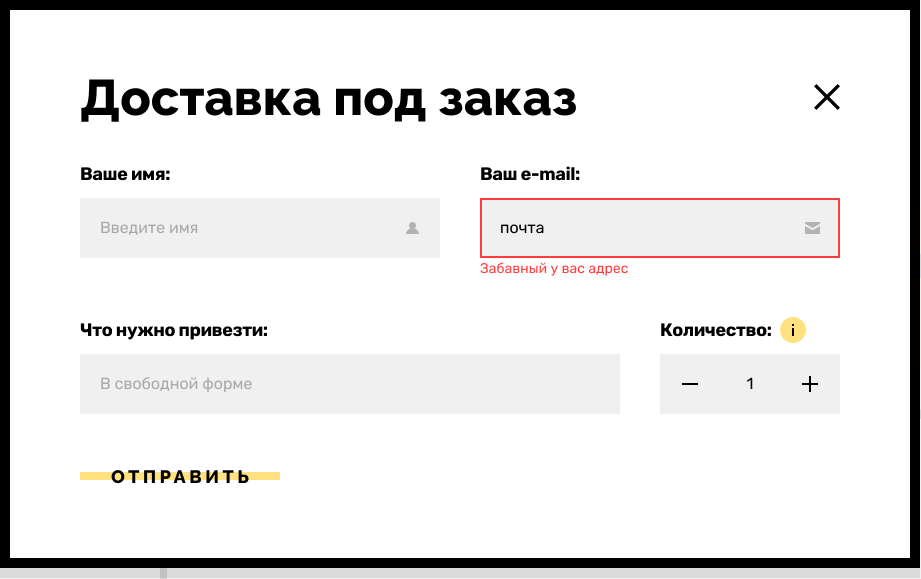 Доставка под заказ
Ваше имя:
Введите имя
Ваш e-mail:
почта
Забавный у вас адрес
Что нужно привезти:
В свободной форме
Количество: i
1
ОТПРАВИТЬ